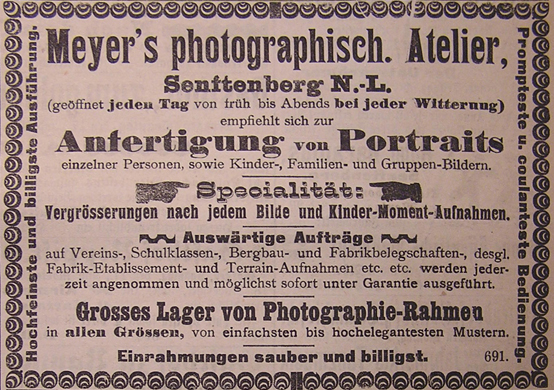 Meyer's photographisch. Atelier,
Senftenberg N.-L.
(geöffnet jeden Tag von früh bis Abends bei jeder Witterung)
empfiehlt sich zur
Anfertigung von Portraits
einzelner Personen, sowie Kinder-, Familien- und Gruppen-Bildern.
Specialität:
Vergrösserungen nach jedem Bilde und Kinder-Moment-Aufnahmen.
Auswärtige Aufträge
auf Vereins-, Schulklassen-, Bergbau- und Fabrikbelegschaften-, desgl.
Fabrik-Etablissement- und Terrain-Aufnahmen etc. etc. werden jeder-
zeit angenommen und möglichst sofort unter Garantie ausgeführt.
Grosses Lager von Photographie-Rahmen
in allen Grössen, von einfachsten bis hochelegantesten Mustern.
Einrahmungen sauber und billigst. 691.
Hochfeinste und billigste Ausführung.
Prompteste u. coulanteste Bedienung.